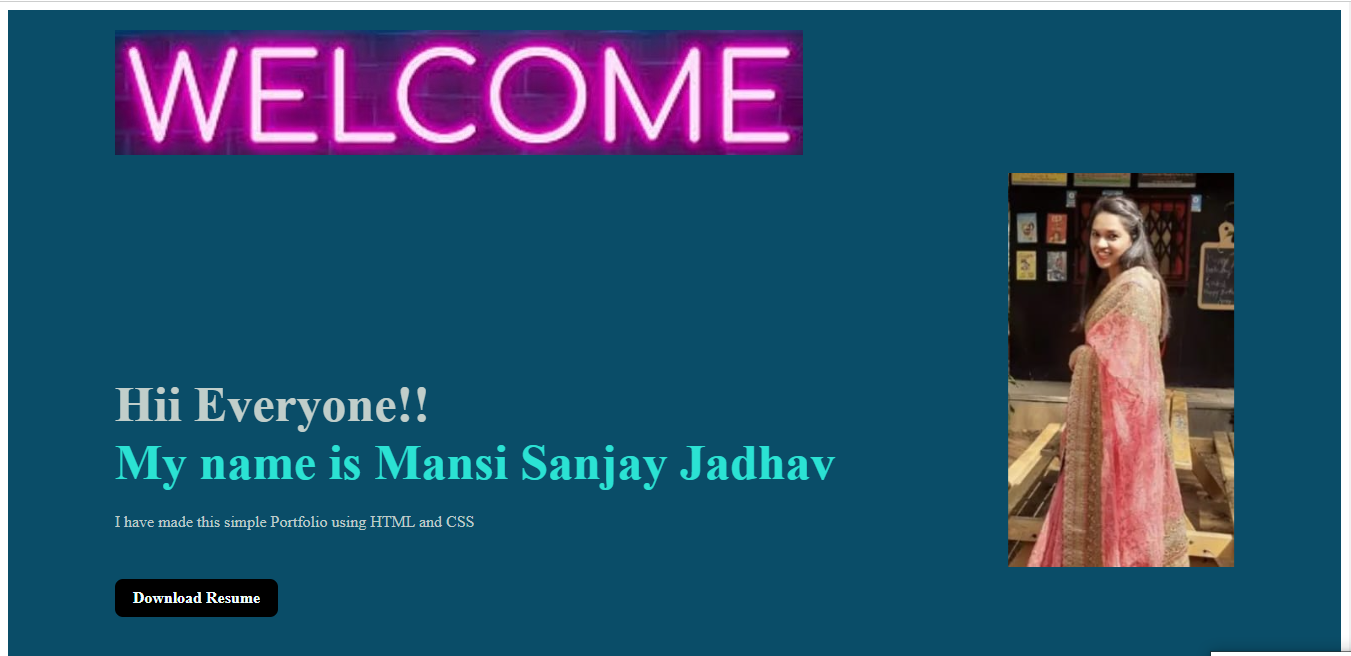 WELCOME
Hii Everyone!!
My name is Mansi Sanjay Jadhav
I have made this simple Portfolio using HTML and CSS
Download Resume